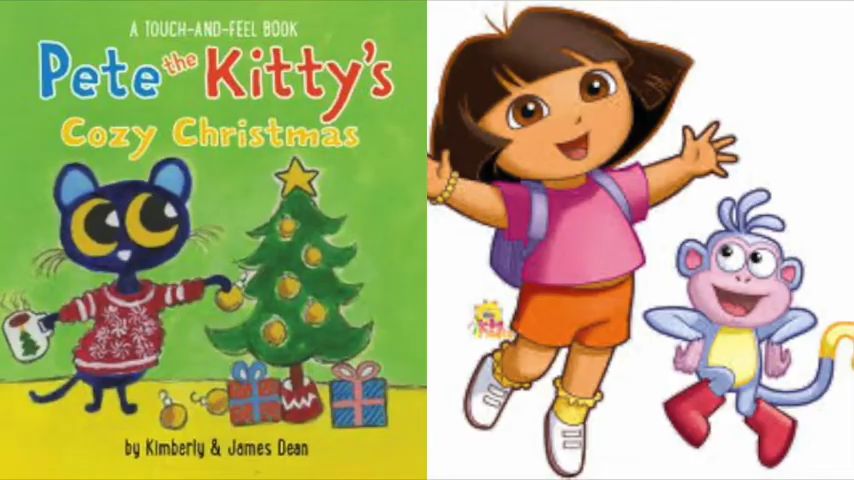 A TOUCH-AND-FEEL BOOK
Pete the Kitty's
Cozy Christmas
by Kimberly & James Dean